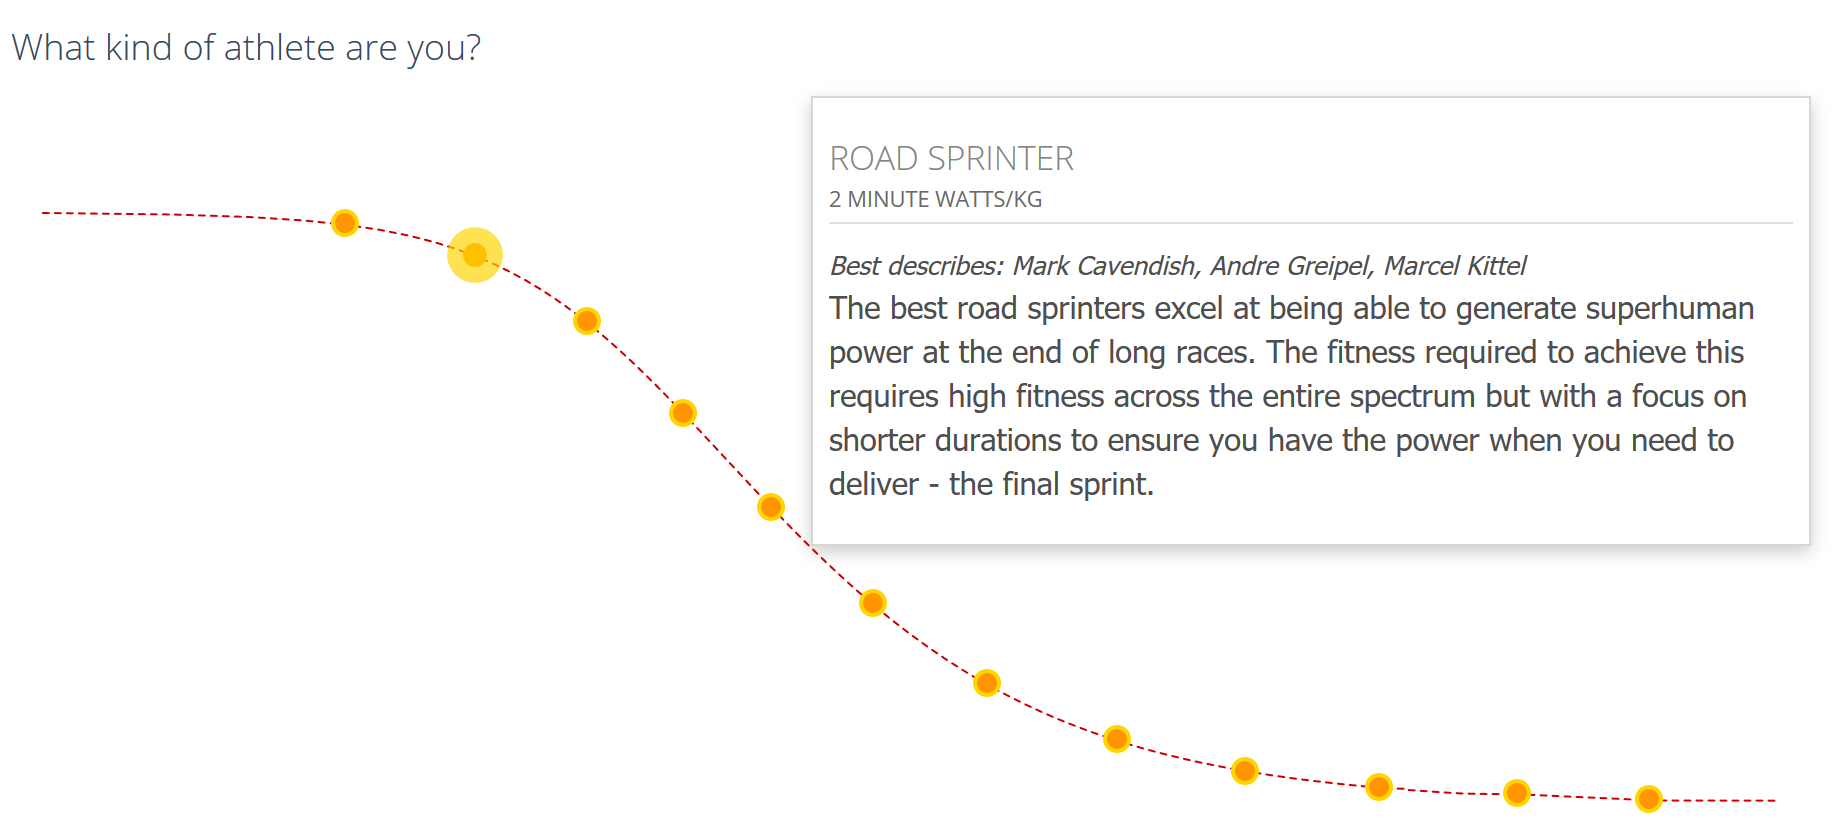 What kind of athlete are you?
ROAD SPRINTER
2 MINUTE WATTS/KG
Best describes: Mark Cavendish, Andre Greipel, Marcel Kittel
The best road sprinters excel at being able to generate superhuman
power at the end of long races. The fitness required to achieve this
requires high fitness across the entire spectrum but with a focus on
shorter durations to ensure you have the power when you need to
deliver - the final sprint.